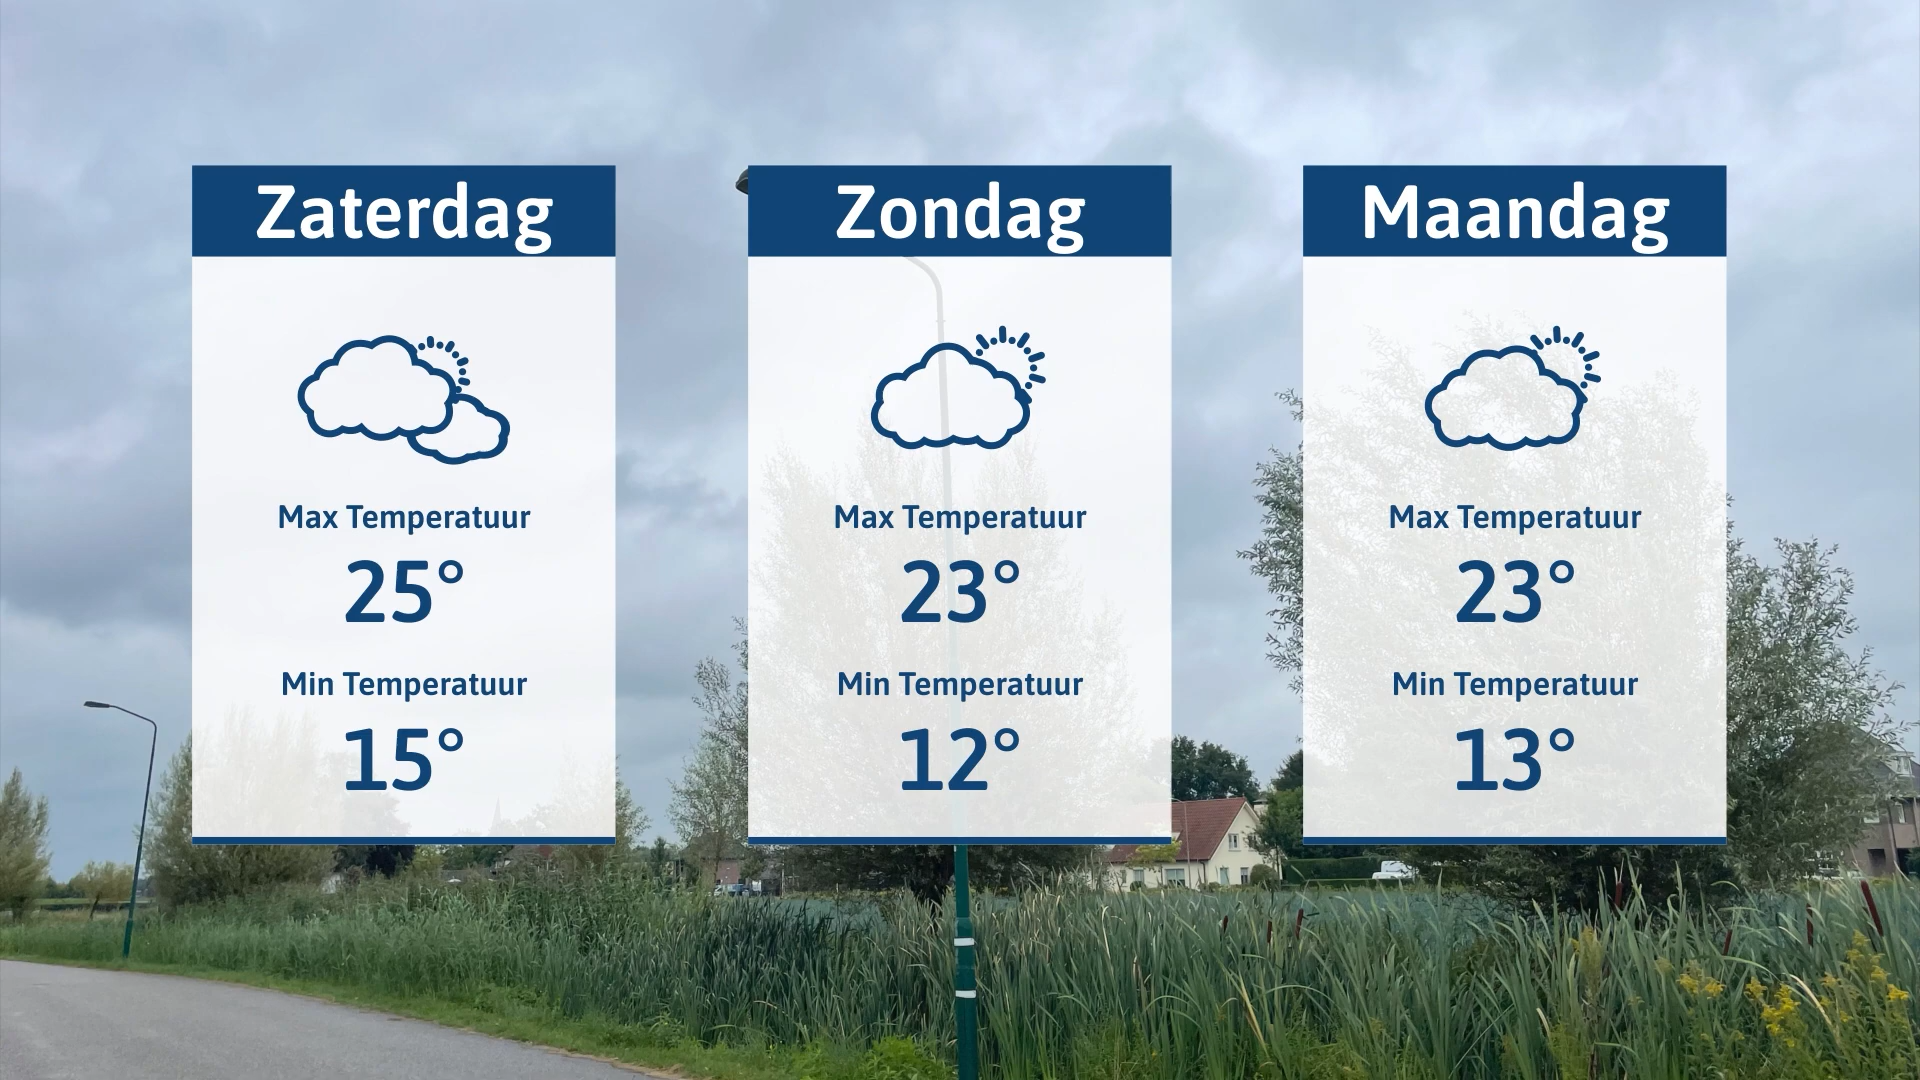 Zaterdag
Max Temperatuur
25°
Min Temperatuur
15°
Zondag
Max Temperatuur
23°
Min Temperatuur
12°
Maandag
Max Temperatuur
23°
Min Temperatuur
13°